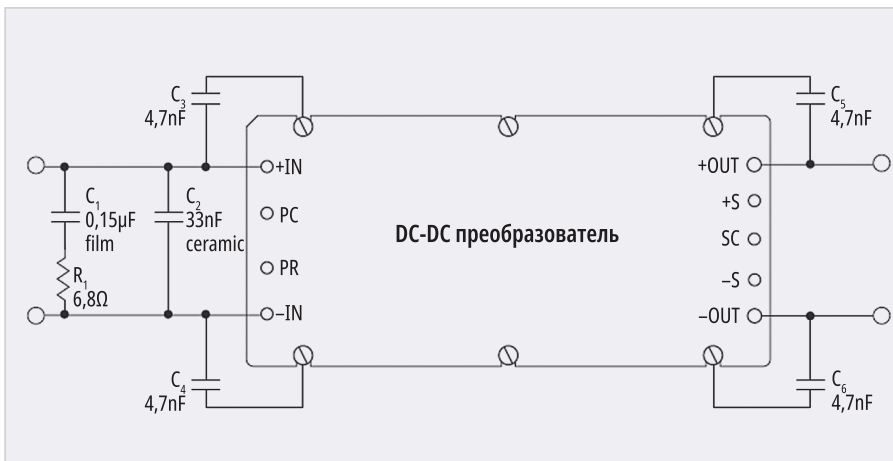 C3
4,7nF
C5
4,7nF
+IN
+OUT
C1
0,15µF
film
C2
33nF
ceramic
PC
+S
DC-DC преобразователь
SC
R1
6,8Ω
PR
–S
–IN
–OUT
C4
4,7nF
C6
4,7nF